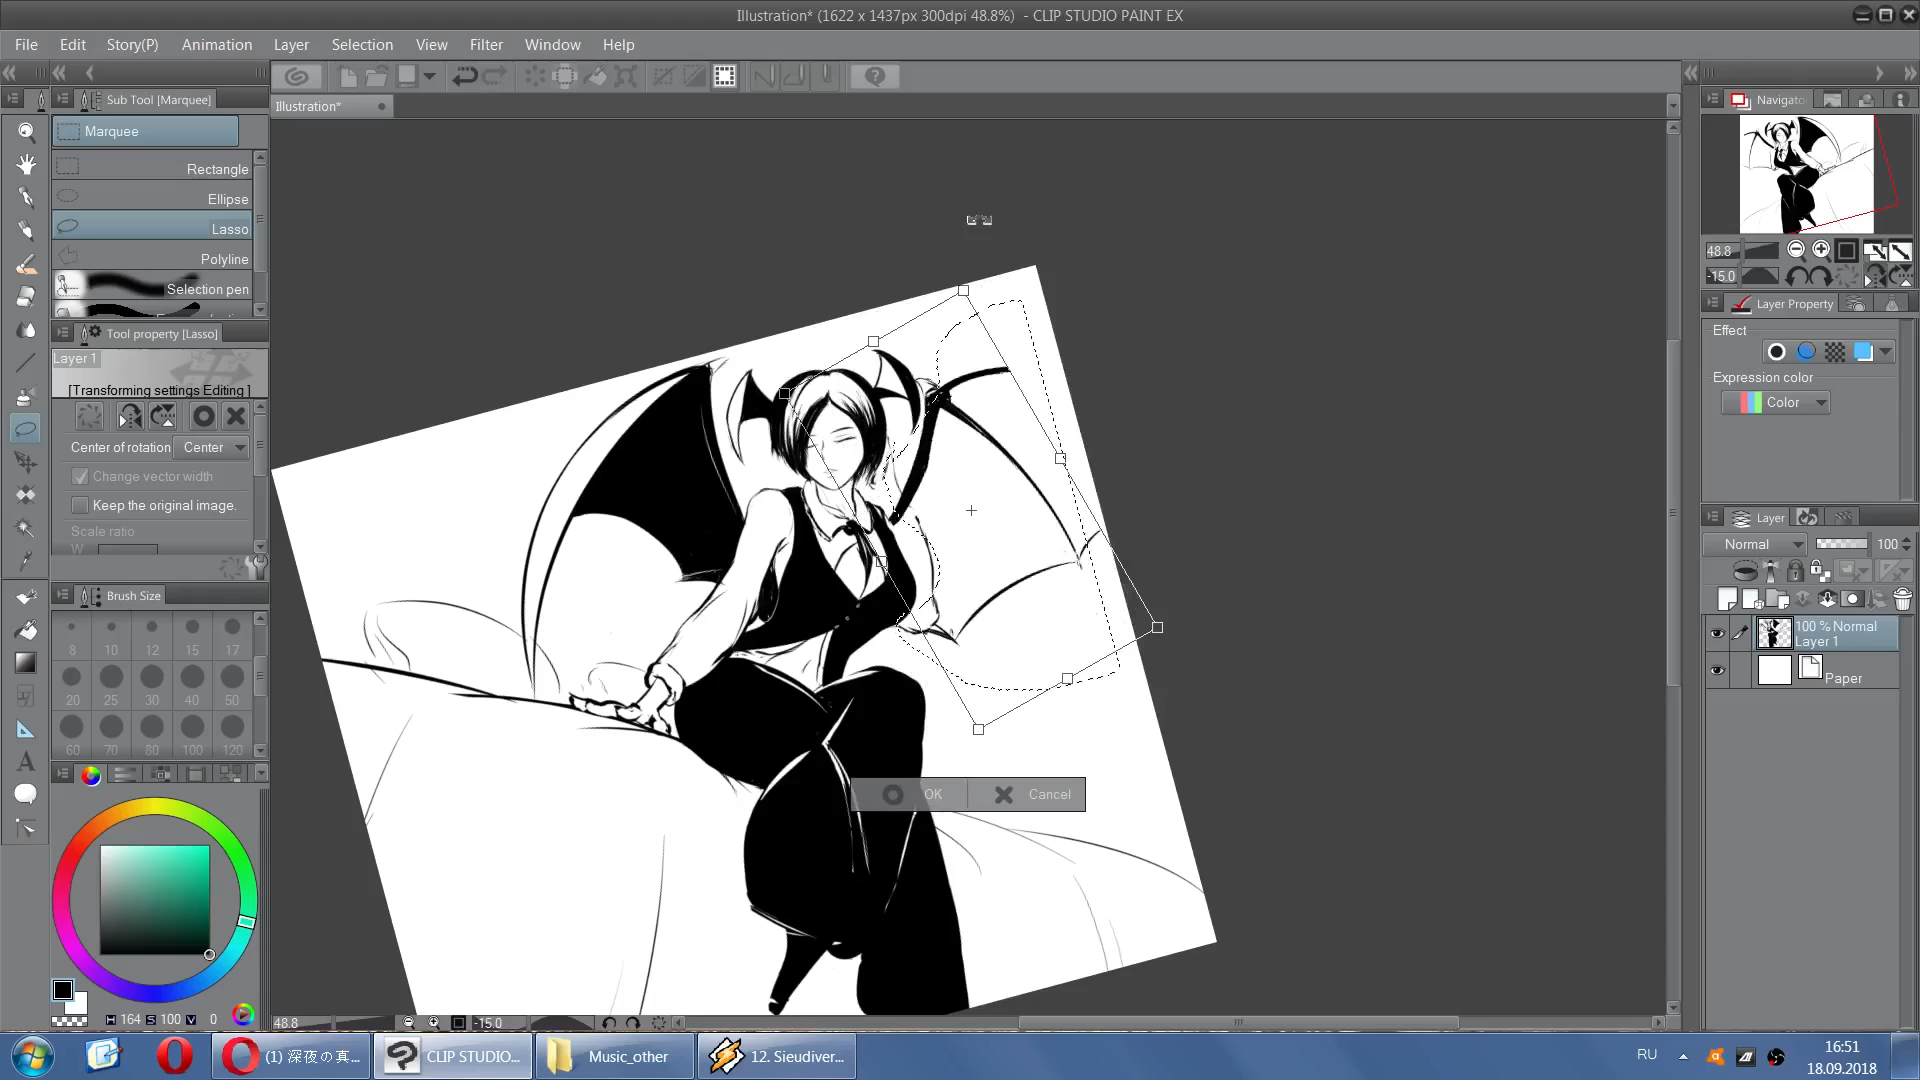 Illustration* (1622 x 1437px 300dpi 48.8%) - CLIP STUDIO PAINT EX
File Edit Story(P) Animation Layer Selection View Filter Window Help
Sub Tool [Marquee]
Illustration*
Navigato
Marquee
Rectangle
Ellipse
Lasso
Polyline
Selection pen
Tool property [Lasso]
Layer 1
[Transforming settings Editing ]
Center of rotation Center
Change vector width
Keep the original image.
Scale ratio
W
Brush Size
8 10 12 15 17
20 25 30 40 50
60 70 80 100 120
H 164 S 100 V 0
OK Cancel
48.8 -15.0
48.8
-15.0
Layer Property
Effect
Expression color
Color
Layer
Normal 100
100 % Normal
Layer 1
Paper
(1) 深夜の真...
CLIP STUDIO...
Music_other
12. Sieudiver...
RU
16:51
18.09.2018